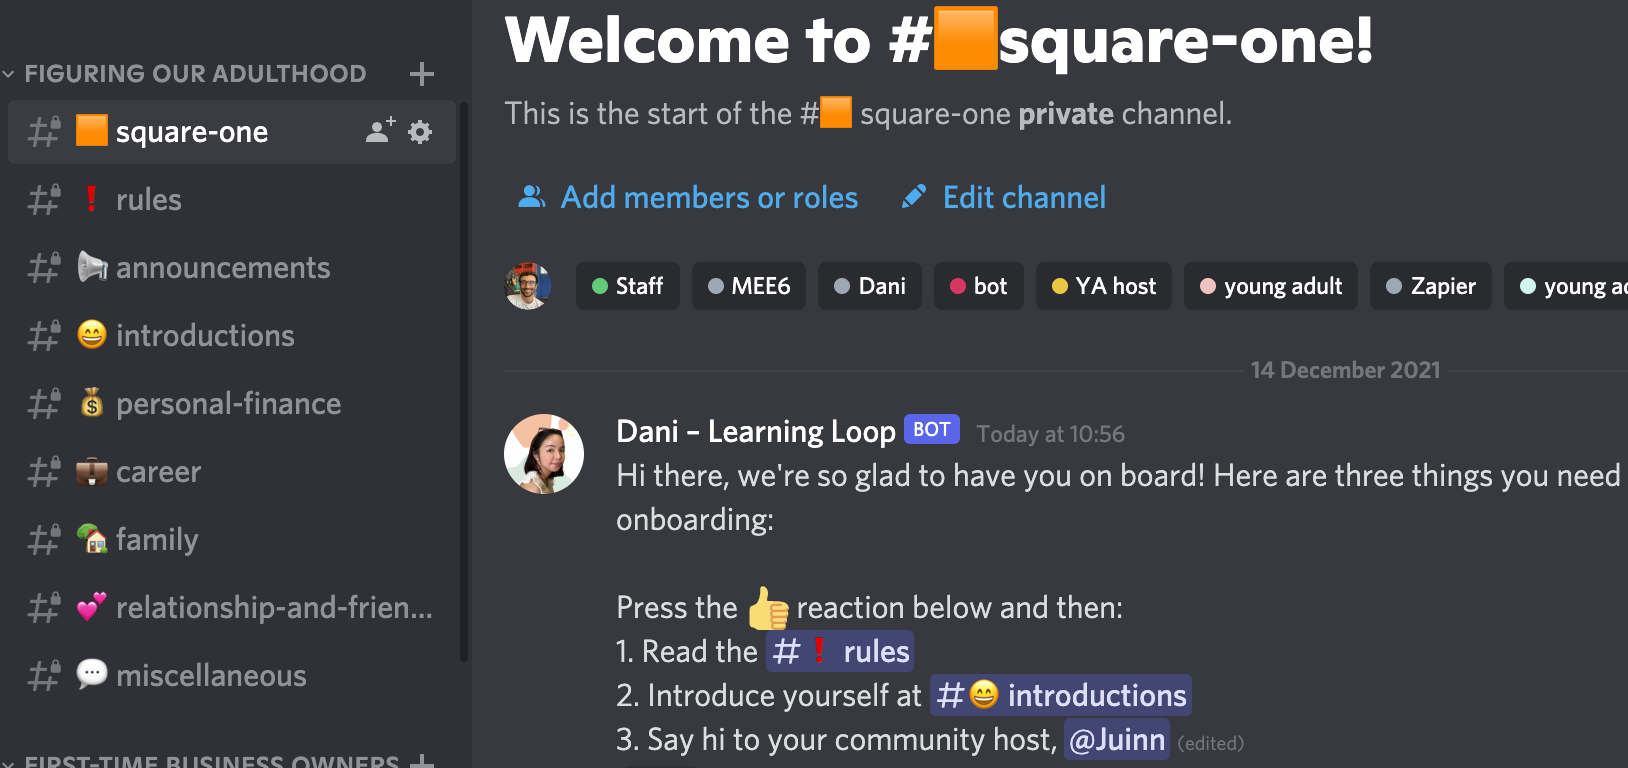 FIGURING OUR ADULTHOOD
square-one
rules
announcements
introductions
personal-finance
career
family
relationship-and-frien...
miscellaneous
FIRST-TIME BUSINESS OWNERS
Welcome to #🟧square-one!
This is the start of the #🟧 square-one private channel.
Add members or roles
Edit channel
Staff
MEE6
Dani
bot
YA host
young adult
Zapier
young
14 December 2021
Dani – Learning Loop BOT Today at 10:56
Hi there, we're so glad to have you on board! Here are three things you need
onboarding:
Press the 👍 reaction below and then:
1. Read the #❗ rules
2. Introduce yourself at #😄 introductions
3. Say hi to your community host, @Juinn (edited)